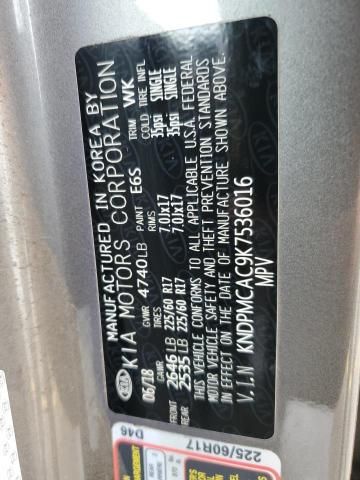 MANUFACTURED IN KOREA BY
KIA MOTORS CORPORATION
06/18 GVWR 4740LB PAINT E6S TRIM WK
GAWR RIMS COLD TIRE INFL
FRONT 2646LB 225/60 R17 7.0Jx17 35psi SINGLE
REAR 2535LB 225/60 R17 7.0Jx17 35psi SINGLE
THIS VEHICLE CONFORMS TO ALL APPLICABLE U.S.A. FEDERAL
MOTOR VEHICLE SAFETY AND THEFT PREVENTION STANDARDS
IN EFFECT ON THE DATE OF MANUFACTURE SHOWN ABOVE.
V.I.N KNDPMCAC9K7536016
MPV
D46
225/60R17